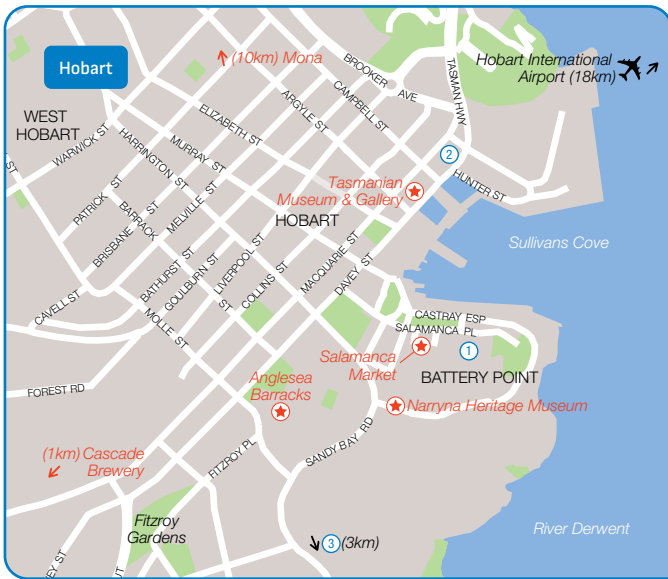 Hobart
(10km) Mona
BROOKER AVE
TASMAN HWY
Hobart International
Airport (18km)
WEST
HOBART
ELIZABETH ST
ARGYLE ST
CAMPBELL ST
WARWICK ST
HARRINGTON ST
MURRAY ST
2
HUNTER ST
ST
Tasmanian
Museum & Gallery
PATRICK ST
BARRACK
ST
MELVILLE ST
BRISBANE ST
HOBART
Sullivans Cove
BATHURST ST
GOULBURN ST
LIVERPOOL ST
COLLINS ST
MACQUARIE ST
DAVEY ST
CAVELL ST
MOLLE ST
CASTRAY ESP
SALAMANCA PL
1
Salamanca
Market
BATTERY POINT
FOREST RD
Anglesea
Barracks
Narryna Heritage Museum
(1km) Cascade
Brewery
FITZROY PL
SANDY BAY RD
Fitzroy
Gardens
3 (3km)
River Derwent
EY ST
UT